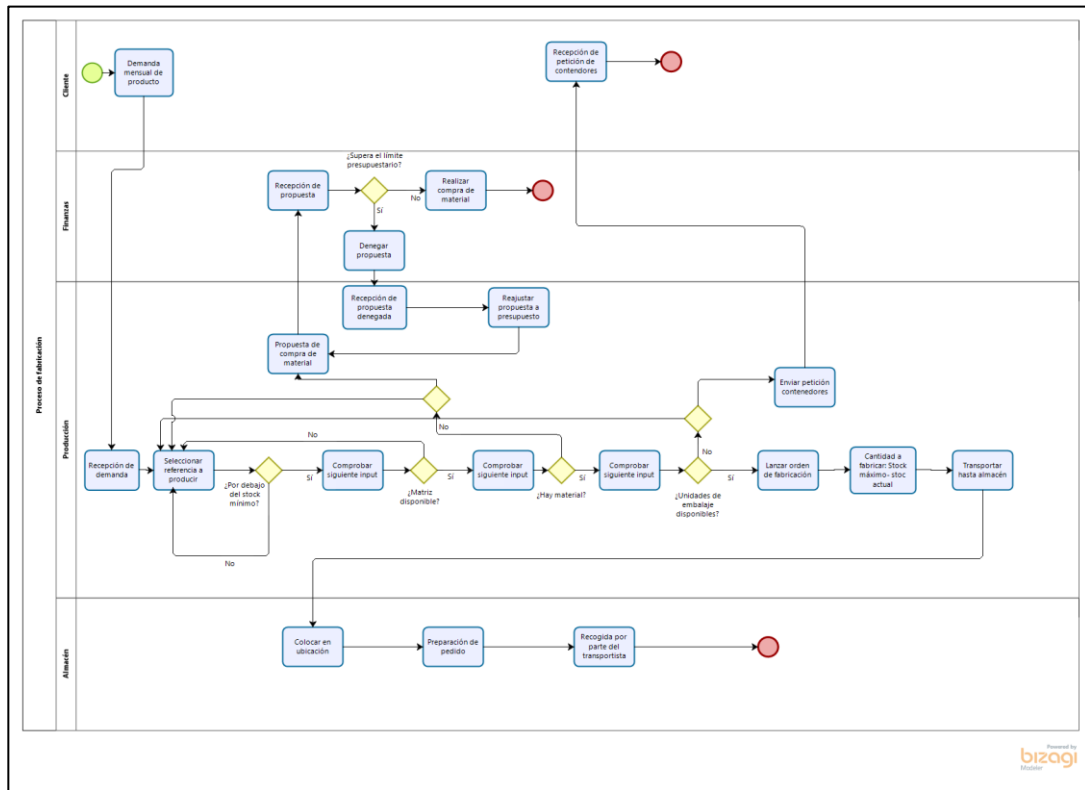 Proceso de fabricación
Cliente
Demanda
mensual de
producto
Recepción de
petición de
contendores
Finanzas
¿Supera el límite
presupuestario?
Recepción de
propuesta
Realizar
compra de
material
No
Sí
Denegar
propuesta
Producción
Recepción de
propuesta
denegada
Reajustar
propuesta a
presupuesto
Propuesta de
compra de
material
Enviar petición
contenedores
No
No
No
Recepción de
demanda
Seleccionar
referencia a
producir
¿Por debajo
del stock
mínimo?
Sí
Comprobar
siguiente input
¿Matriz
disponible?
Sí
Comprobar
siguiente input
¿Hay material?
Sí
Comprobar
siguiente input
¿Unidades de
embalaje
disponibles?
Sí
Lanzar orden
de fabricación
Cantidad a
fabricar: Stock
máximo- stoc
actual
Transportar
hasta almacén
No
Almacén
Colocar en
ubicación
Preparación de
pedido
Recogida por
parte del
transportista
Powered by
bizagi
Modeler